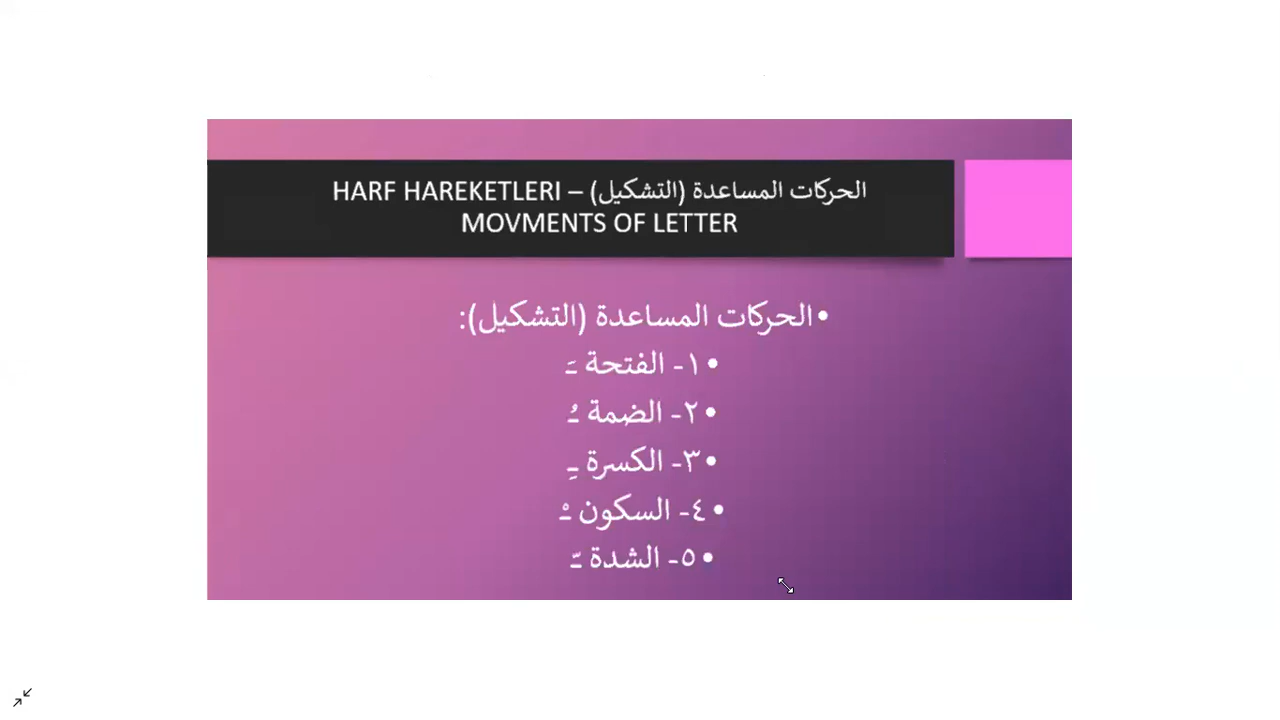 الحركات المساعدة (التشكيل) – HARF HAREKETLERI
MOVMENTS OF LETTER
•الحركات المساعدة (التشكيل):
•١- الفتحة ـَ
•٢- الضمة ـُ
•٣- الكسرة ـِ
•٤- السكون ـْ
•٥- الشدة ـّ